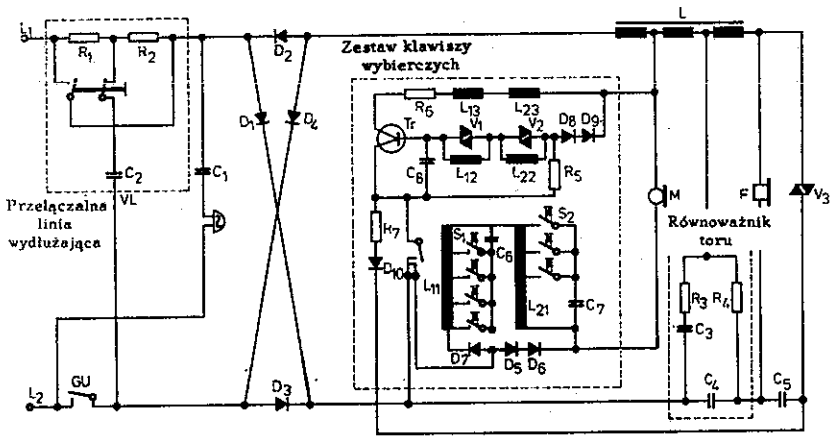 L1
R1
R2
D2
L
Zestaw klawiszy
wybierczych
R6
L13
L23
Tr
V1
V2
D8
D9
D1
D4
C2
C1
C6
L12
L22
R5
M
F
V3
Przełączalna
linia
wydłużająca
VL
R7
D10
S1
C6
S2
L11
L21
C7
Równoważnik
toru
R3
R4
C3
D7
D5
D6
L2
GU
D3
C4
C5